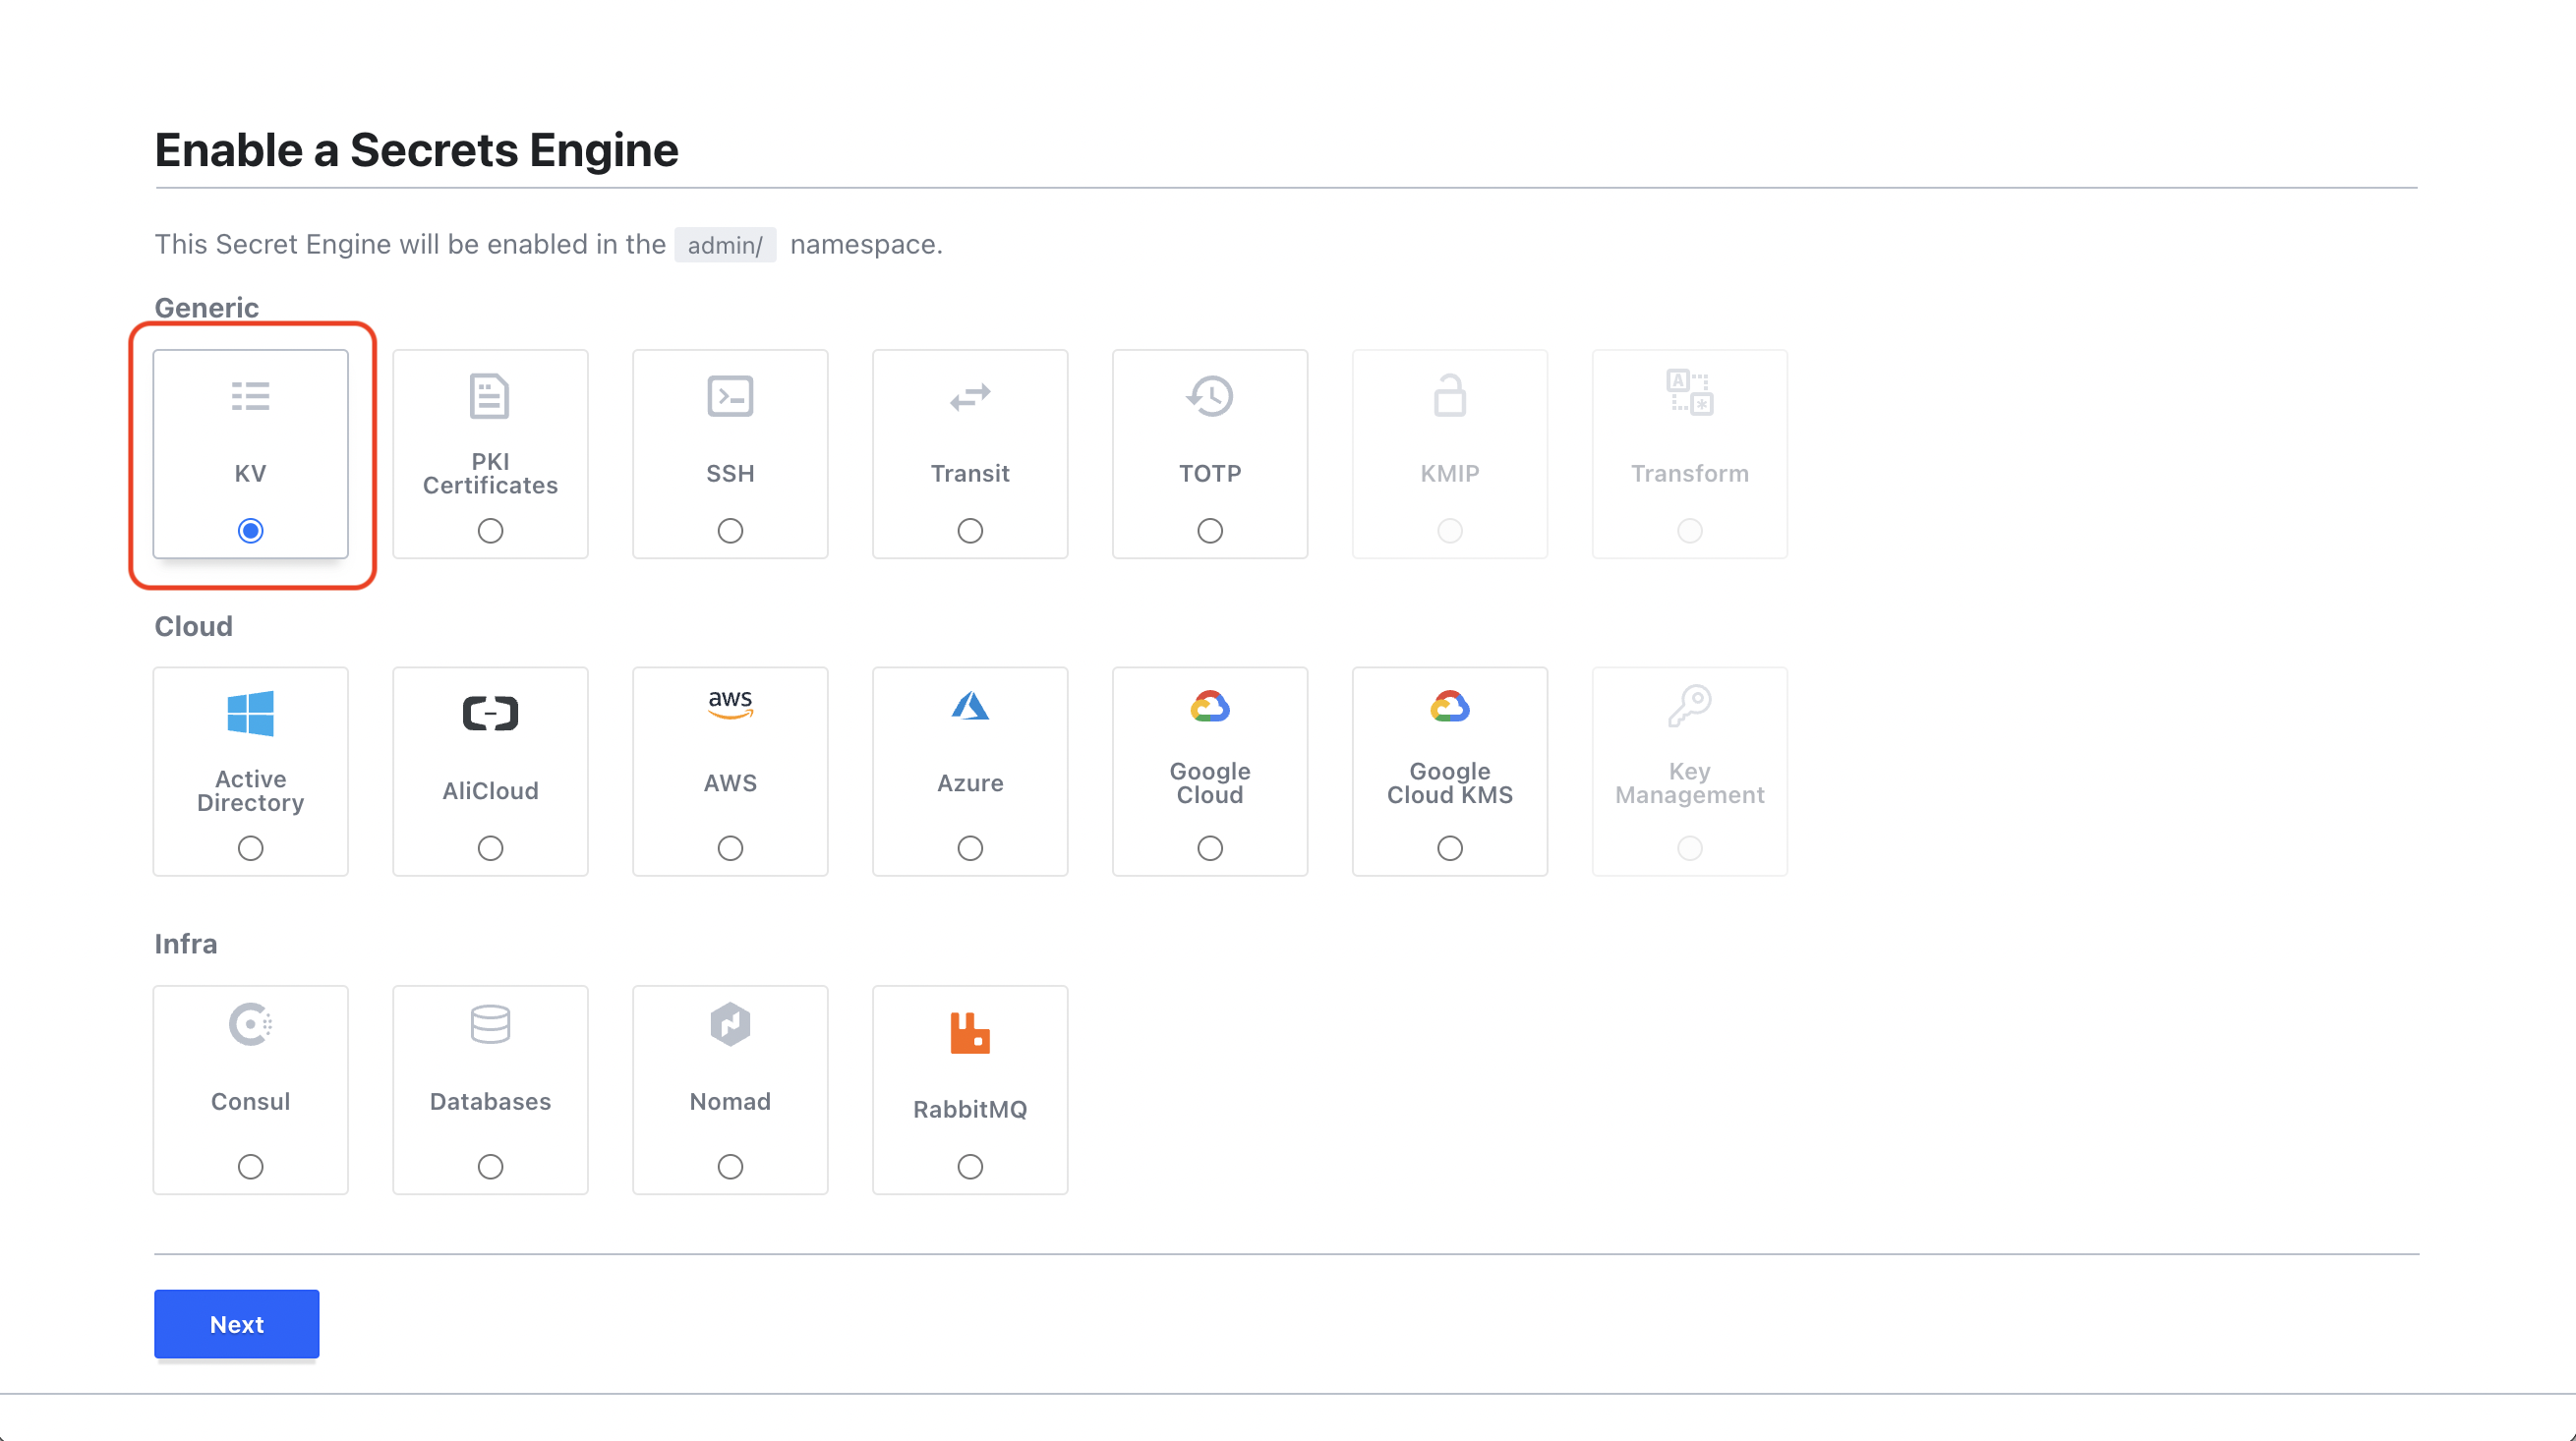 Enable a Secrets Engine
This Secret Engine will be enabled in the admin/ namespace.
Generic
KV
PKI
Certificates
SSH
Transit
TOTP
KMIP
A
*
Transform
Cloud
Active
Directory
AliCloud
aws
AWS
Azure
Google
Cloud
Google
Cloud KMS
Key
Management
Infra
Consul
Databases
Nomad
RabbitMQ
Next